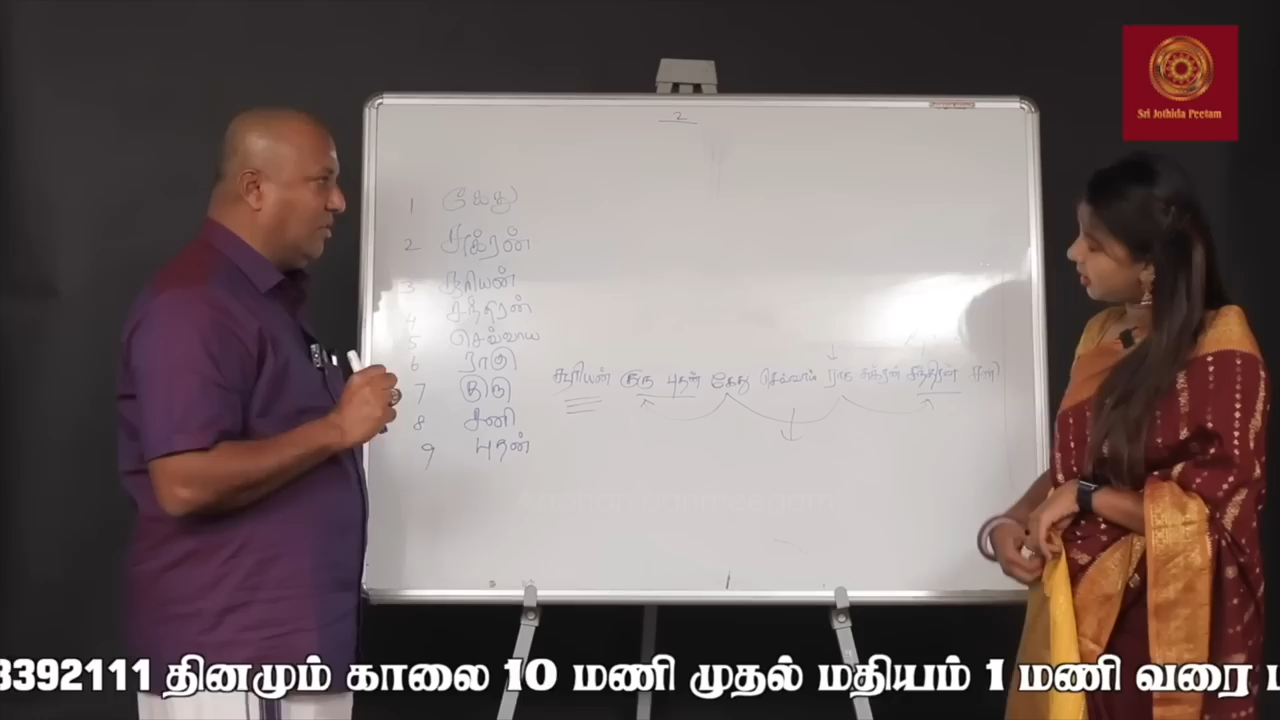 Sri Jothida Peetam
2
1 கேது
2 சுக்ரன்
3 சூரியன்
4 சந்திரன்
5 செவ்வாய்
6 ராகு
7 குரு
8 சனி
9 புதன்
சூரியன் குரு புதன் கேது செவ்வாய் ராகு சுக்ரன் சந்திரன் சனி
3392111 தினமும் காலை 10 மணி முதல் மதியம் 1 மணி வரை